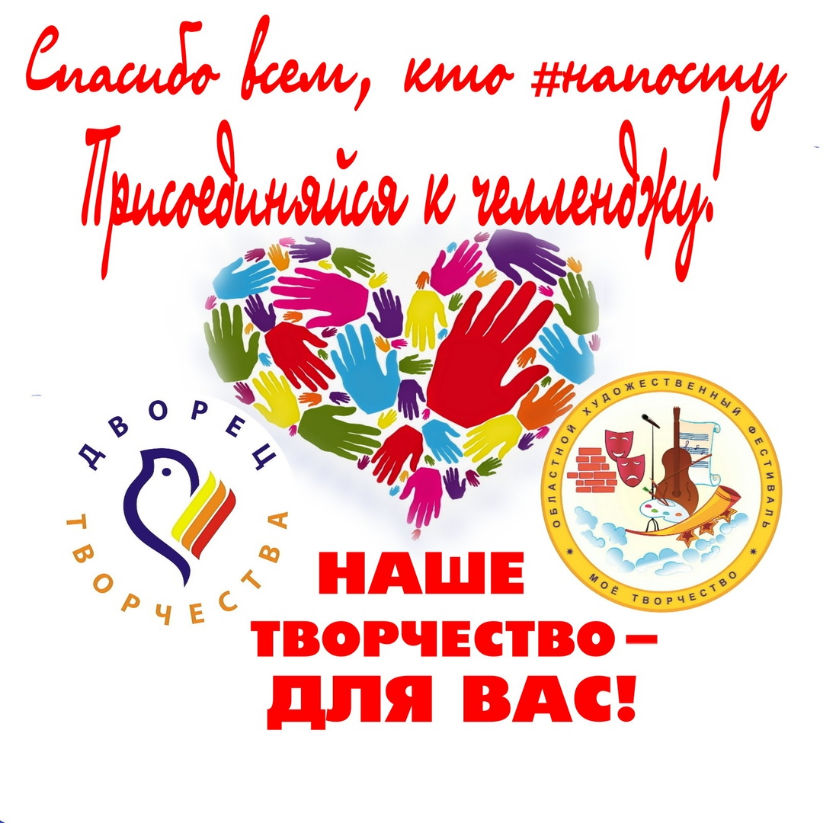 Спасибо всем, кто #напосту
Присоединяйся к челленджу!
ДВОРЕЦ
ТВОРЧЕСТВА
ОБЛАСТНОЙ ХУДОЖЕСТВЕННЫЙ ФЕСТИВАЛЬ
МОЁ ТВОРЧЕСТВО
НАШЕ
ТВОРЧЕСТВО –
ДЛЯ ВАС!